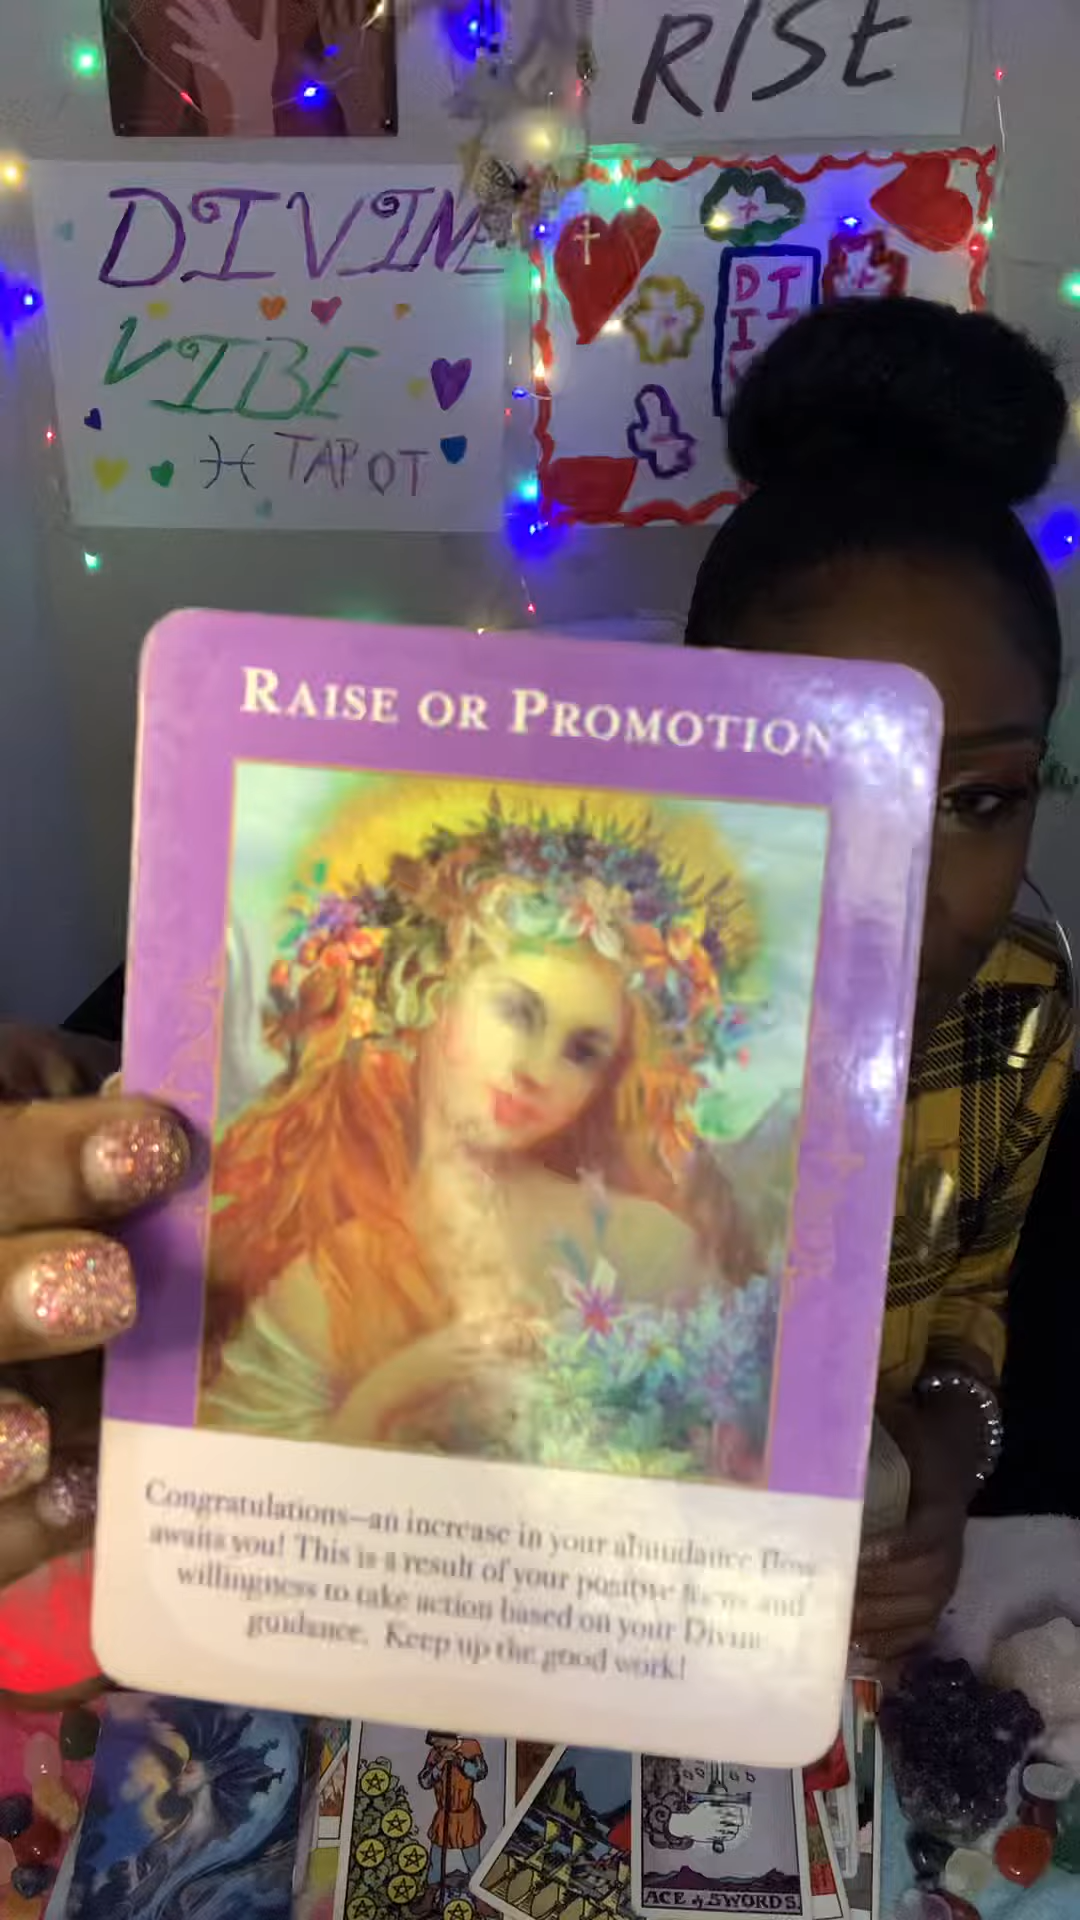 RISE
DIVINE
VIBE
TAROT
D I
I
RAISE OR PROMOTION
Congratulations—an increase in your abundance flow
awaits you! This is a result of your positive focus and
willingness to take action based on your Divine
guidance. Keep up the good work!
ACE of SWORDS.